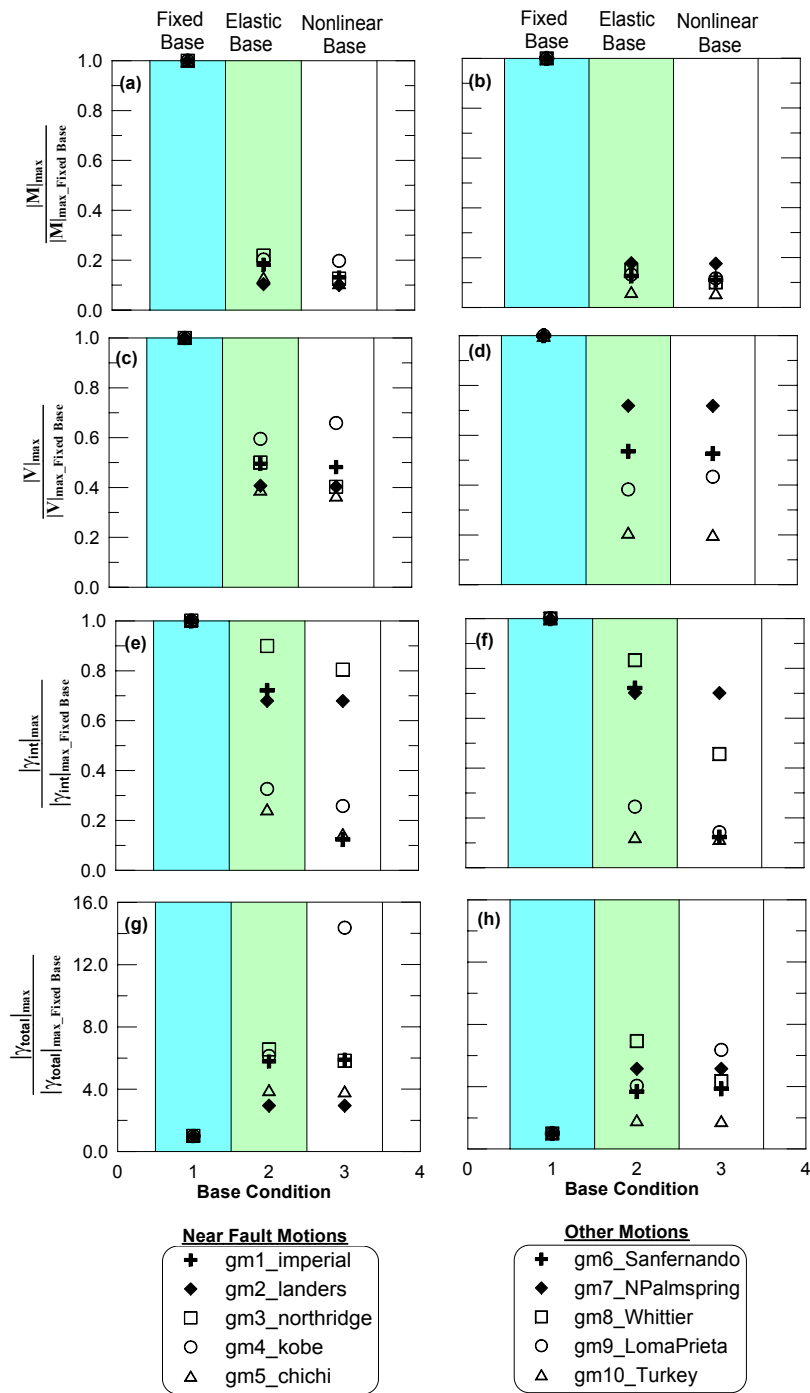 Fixed Base
Elastic Base
Nonlinear Base
Fixed Base
Elastic Base
Nonlinear Base
(a)
1.0
0.8
0.6
0.4
0.2
0.0
|M|max
|M|max_Fixed Base
(b)
(c)
1.0
0.8
0.6
0.4
0.2
0.0
|V|max
|V|max_Fixed Base
(d)
(e)
1.0
0.8
0.6
0.4
0.2
0.0
|γint|max
|γint|max_Fixed Base
(f)
(g)
16.0
12.0
8.0
4.0
0.0
|γtotal|max
|γtotal|max_Fixed Base
(h)
0 1 2 3 4
Base Condition
0 1 2 3 4
Base Condition
Near Fault Motions
gm1_imperial
gm2_landers
gm3_northridge
gm4_kobe
gm5_chichi
Other Motions
gm6_Sanfernando
gm7_NPalmspring
gm8_Whittier
gm9_LomaPrieta
gm10_Turkey